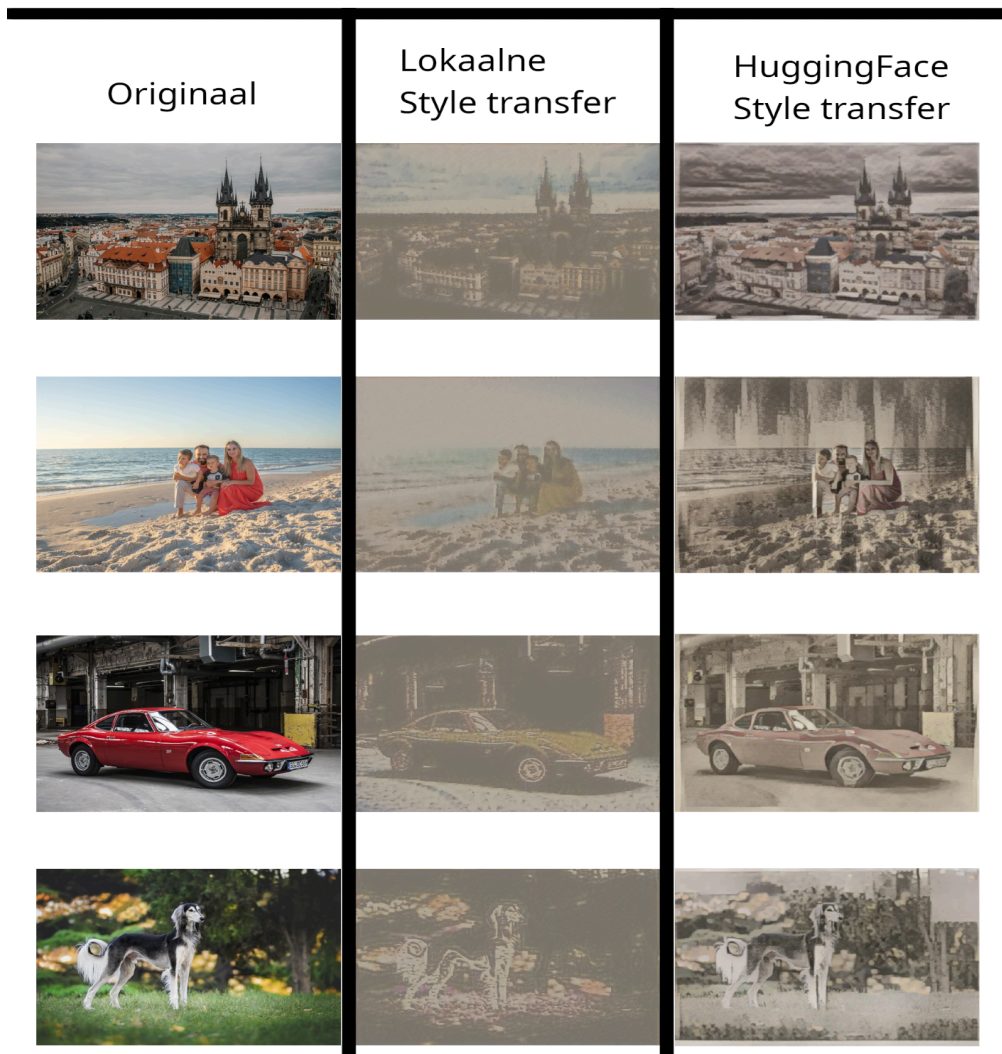 Originaal
Lokaalne
Style transfer
HuggingFace
Style transfer